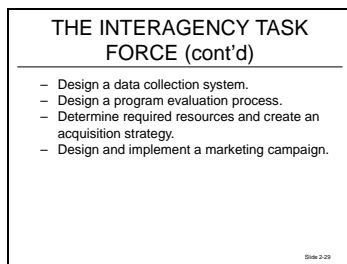 THE INTERAGENCY TASK
FORCE (cont'd)
– Design a data collection system.
– Design a program evaluation process.
– Determine required resources and create an
acquisition strategy.
– Design and implement a marketing campaign.
Slide 2-29